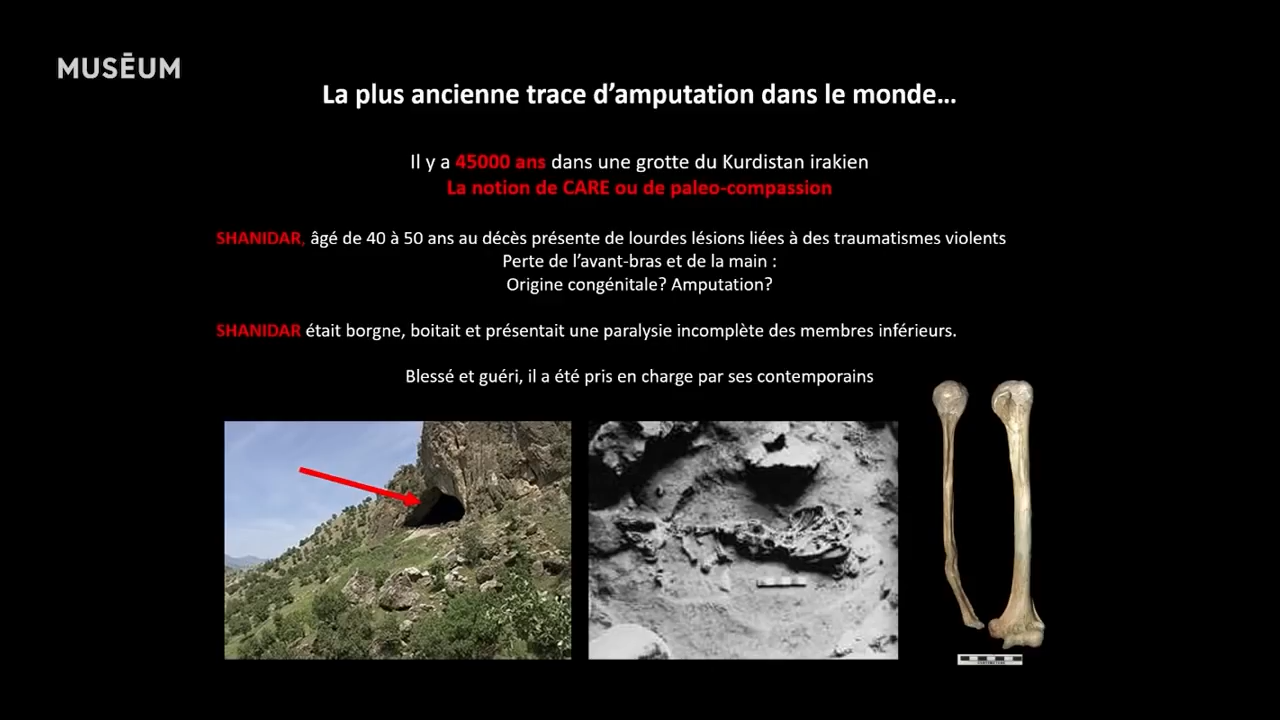 MUSĒUM
La plus ancienne trace d'amputation dans le monde…
Il y a 45000 ans dans une grotte du Kurdistan irakien
La notion de CARE ou de paleo-compassion
SHANIDAR, âgé de 40 à 50 ans au décès présente de lourdes lésions liées à des traumatismes violents
Perte de l'avant-bras et de la main :
Origine congénitale? Amputation?
SHANIDAR était borgne, boitait et présentait une paralysie incomplète des membres inférieurs.
Blessé et guéri, il a été pris en charge par ses contemporains